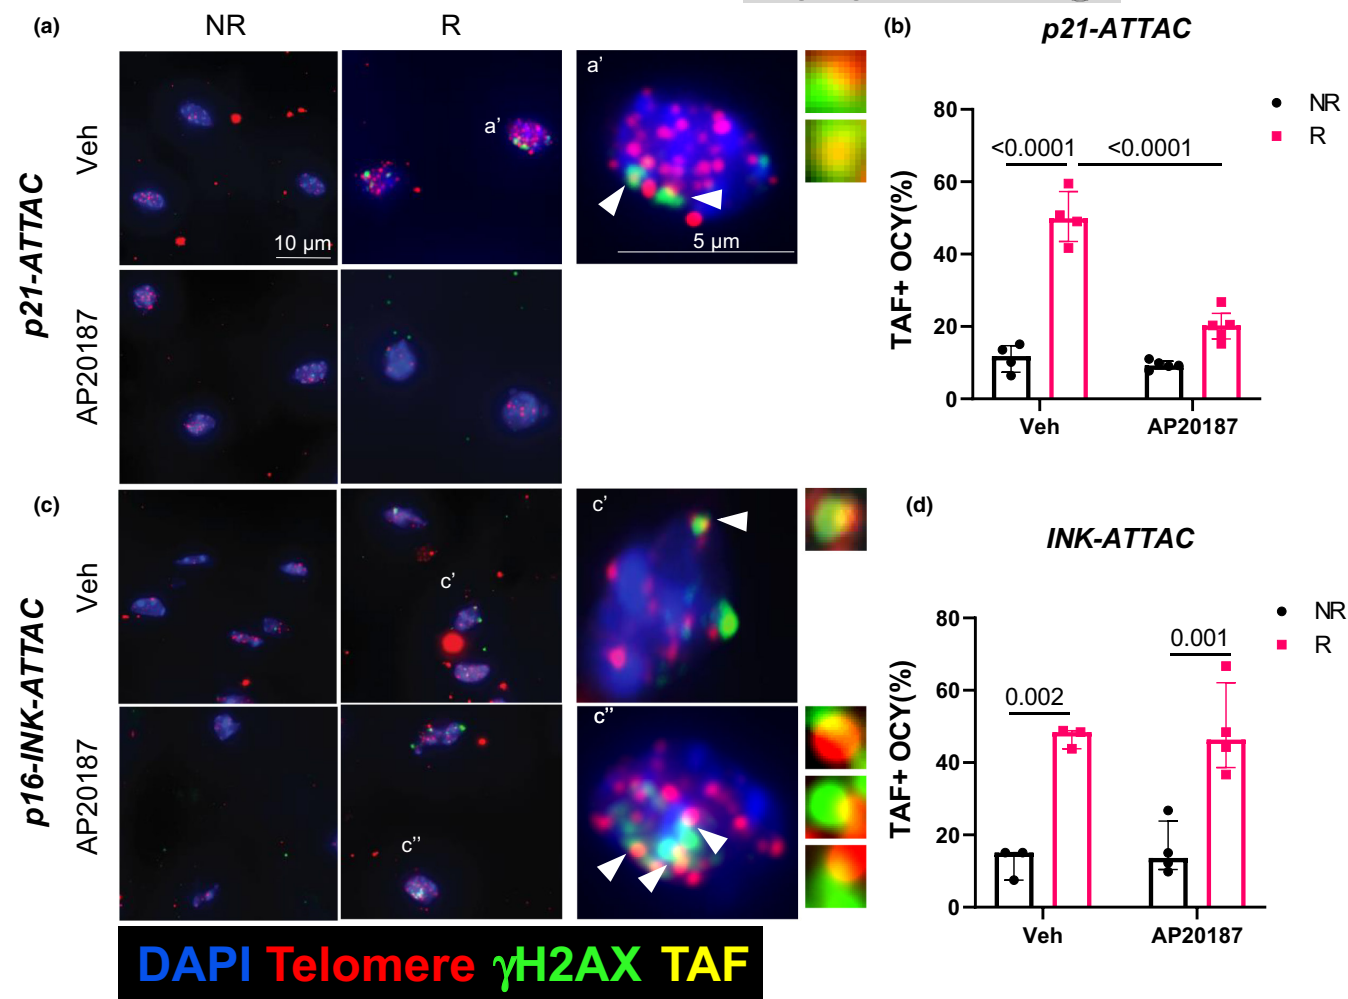 (a)
NR
R
p21-ATTAC
Veh
a'
a'
10 µm
5 µm
AP20187
(b)
p21-ATTAC
TAF+ OCY(%)
80
60
40
20
0
<0.0001
<0.0001
NR
R
Veh
AP20187
(c)
p16-INK-ATTAC
Veh
c'
c'
AP20187
c''
c''
(d)
INK-ATTAC
TAF+ OCY(%)
80
60
40
20
0
0.002
0.001
NR
R
Veh
AP20187
DAPI Telomere γH2AX TAF